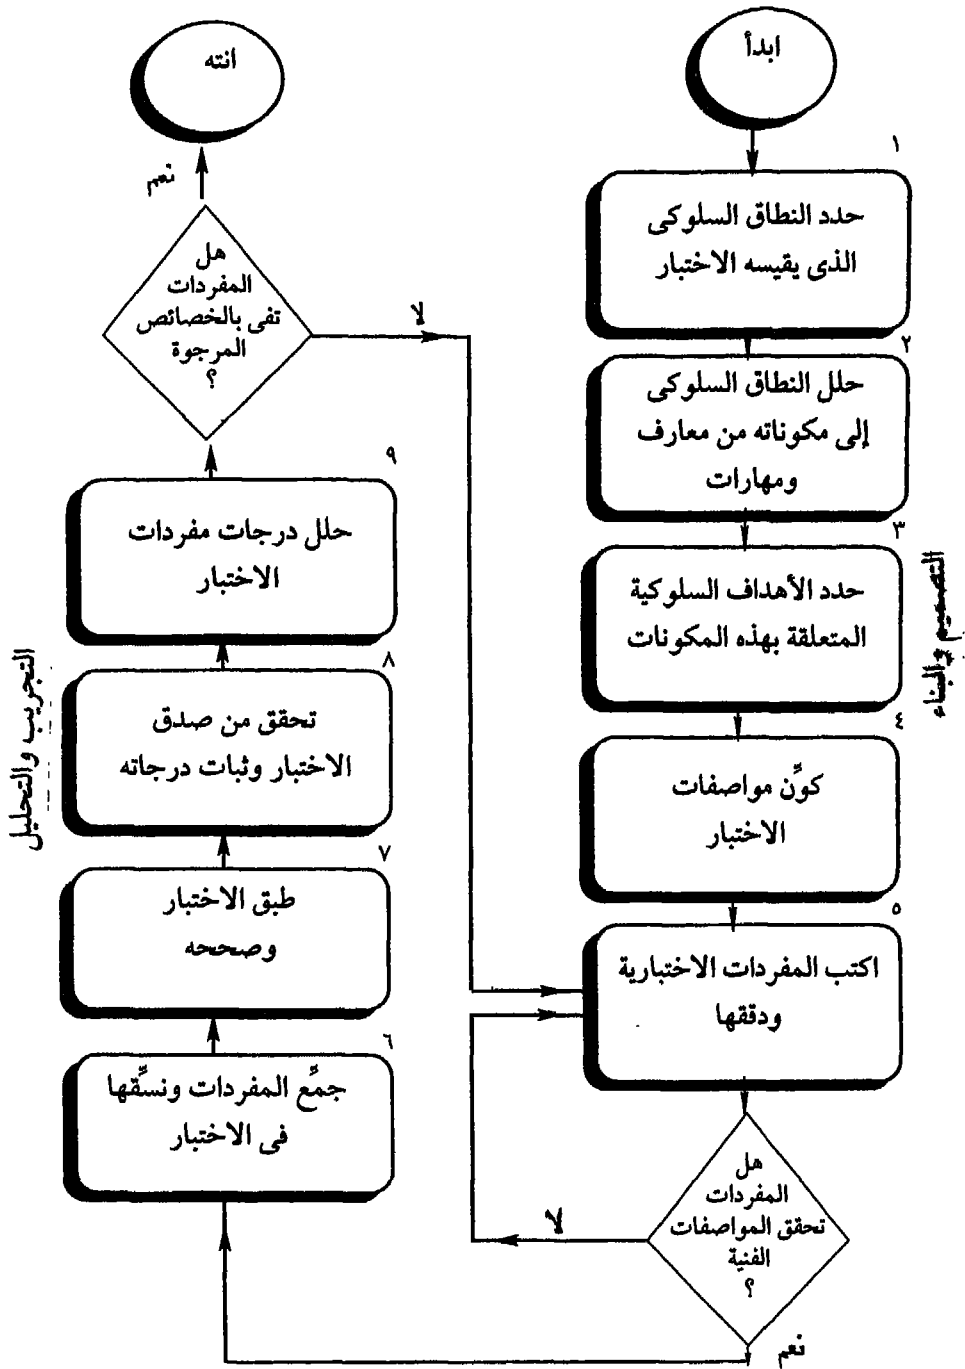 ابدأ
١
حدد النطاق السلوكى
الذى يقيسه الاختبار
٢
حلل النطاق السلوكى
إلى مكوناته من معارف
ومهارات
٣
حدد الأهداف السلوكية
المتعلقة بهذه المكونات
٤
كوِّن مواصفات
الاختبار
٥
اكتب المفردات الاختبارية
ودققها
هل
المفردات
تحقق المواصفات
الفنية
؟
لا
نعم
التصميم والبناء
٦
جمِّع المفردات ونسِّقها
فى الاختبار
٧
طبق الاختبار
وصححه
٨
تحقق من صدق
الاختبار وثبات درجاته
٩
حلل درجات مفردات
الاختبار
هل
المفردات
تفى بالخصائص
المرجوة
؟
لا
نعم
انته
التجريب والتحليل